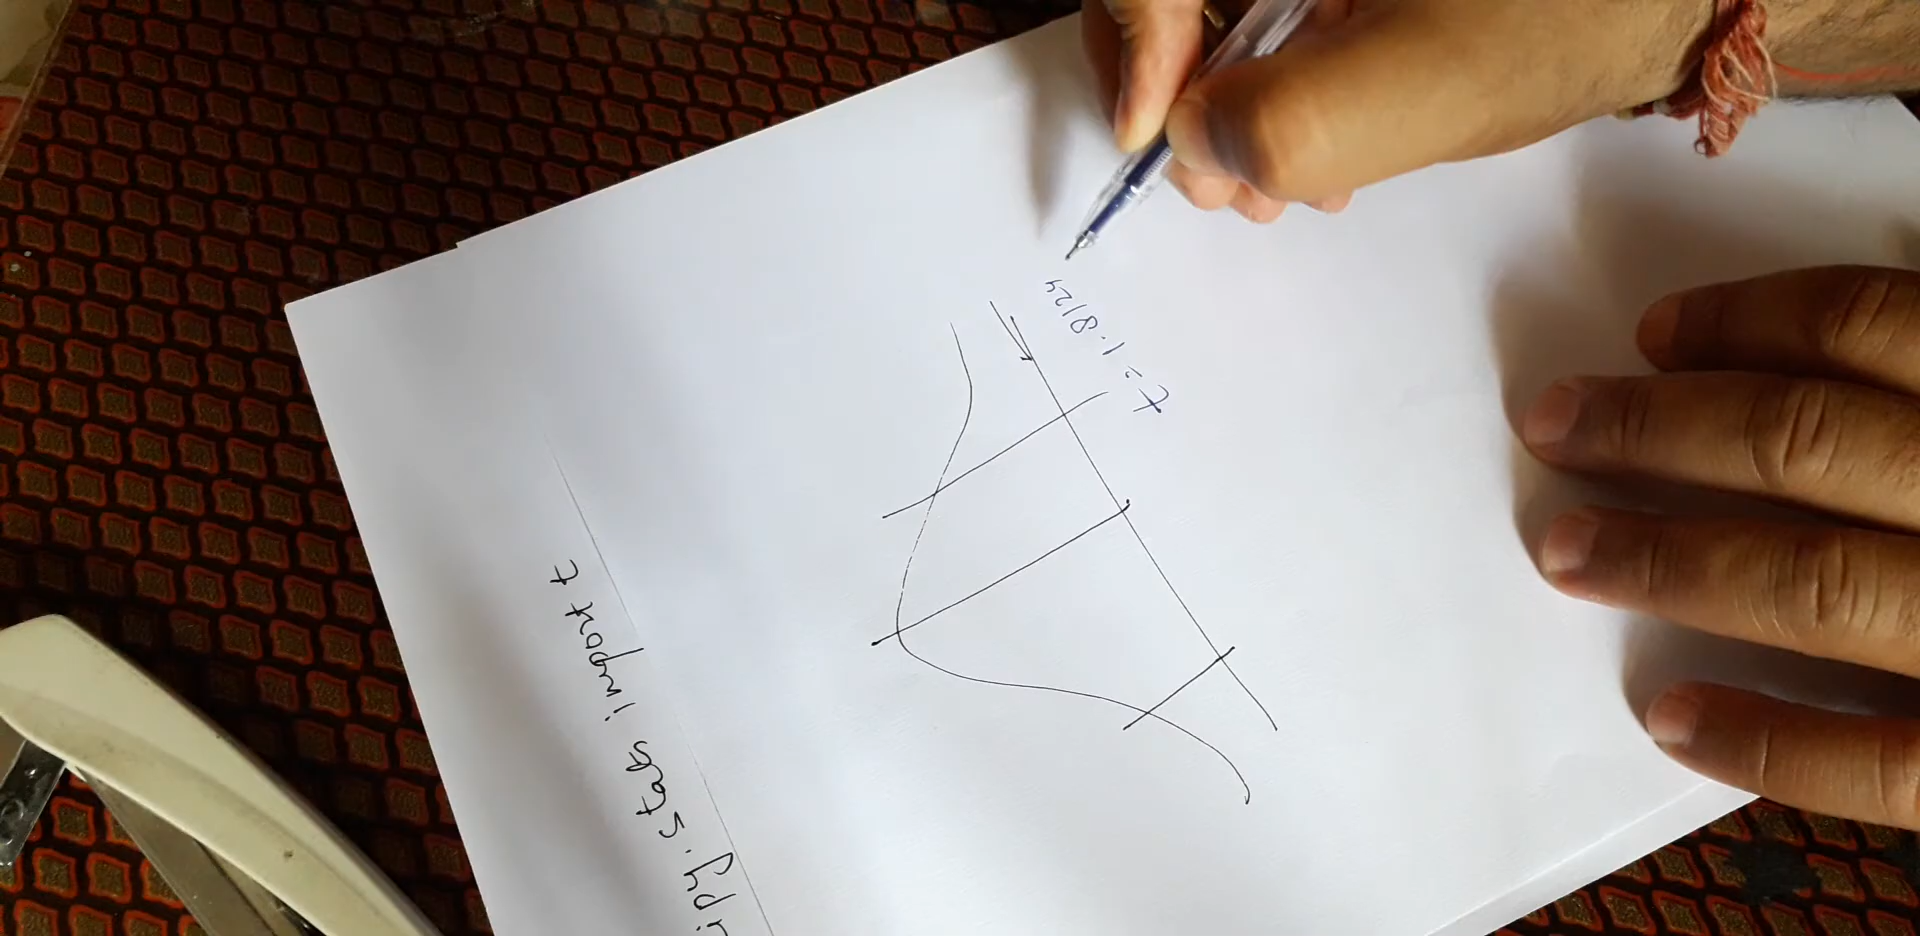 ipy.stats import t
t = 1.8124